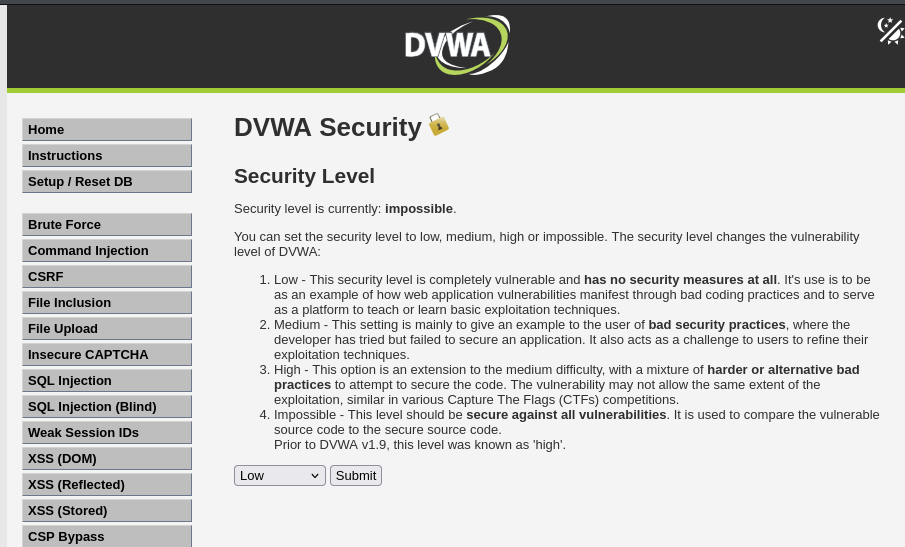 DVWA
Home
Instructions
Setup / Reset DB
Brute Force
Command Injection
CSRF
File Inclusion
File Upload
Insecure CAPTCHA
SQL Injection
SQL Injection (Blind)
Weak Session IDs
XSS (DOM)
XSS (Reflected)
XSS (Stored)
CSP Bypass
DVWA Security
Security Level
Security level is currently: impossible.
You can set the security level to low, medium, high or impossible. The security level changes the vulnerability
level of DVWA:
1. Low - This security level is completely vulnerable and has no security measures at all. It's use is to be
as an example of how web application vulnerabilities manifest through bad coding practices and to serve
as a platform to teach or learn basic exploitation techniques.
2. Medium - This setting is mainly to give an example to the user of bad security practices, where the
developer has tried but failed to secure an application. It also acts as a challenge to users to refine their
exploitation techniques.
3. High - This option is an extension to the medium difficulty, with a mixture of harder or alternative bad
practices to attempt to secure the code. The vulnerability may not allow the same extent of the
exploitation, similar in various Capture The Flags (CTFs) competitions.
4. Impossible - This level should be secure against all vulnerabilities. It is used to compare the vulnerable
source code to the secure source code.
Prior to DVWA v1.9, this level was known as 'high'.
Low Submit